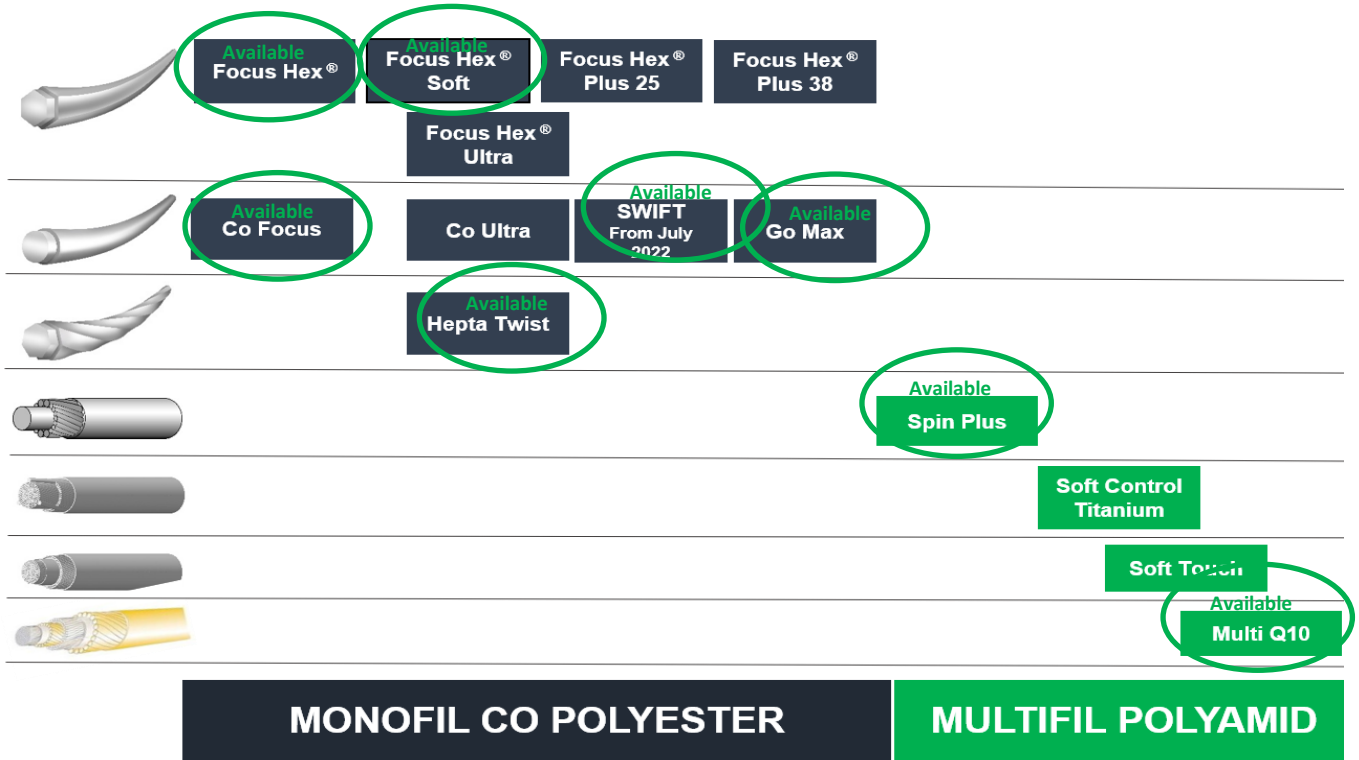 Available
Focus Hex®
Available
Focus Hex®
Soft
Focus Hex®
Plus 25
Focus Hex®
Plus 38
Focus Hex®
Ultra
Available
Co Focus
Co Ultra
Available
SWIFT
From July
2022
Available
Go Max
Available
Hepta Twist
Available
Spin Plus
Soft Control
Titanium
Soft Touch
Available
Multi Q10
MONOFIL CO POLYESTER
MULTIFIL POLYAMID